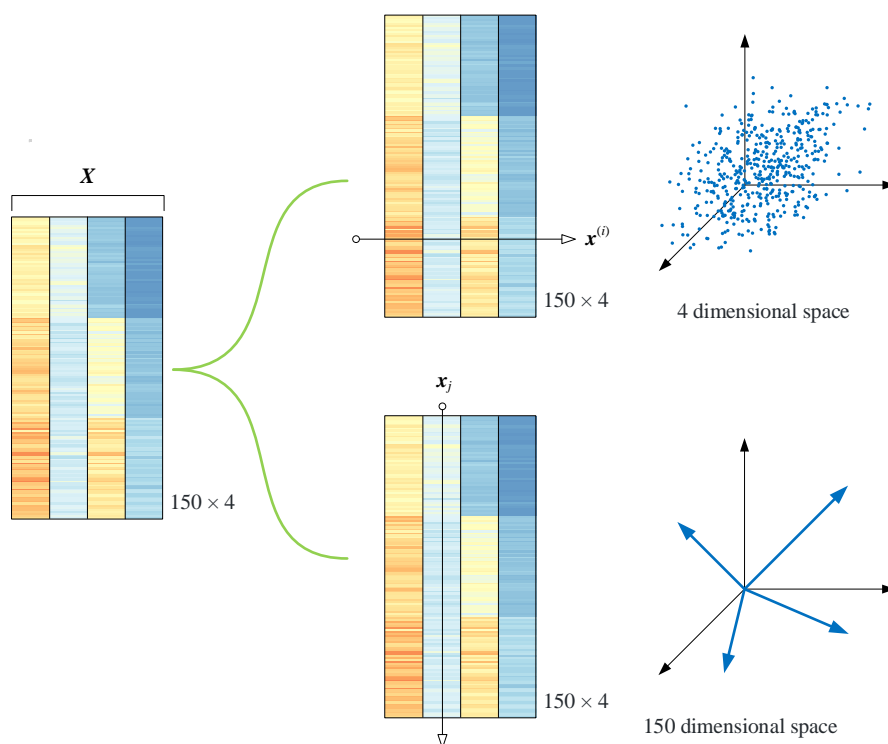 X
150 × 4
x^(i)
150 × 4
4 dimensional space
x_j
150 × 4
150 dimensional space